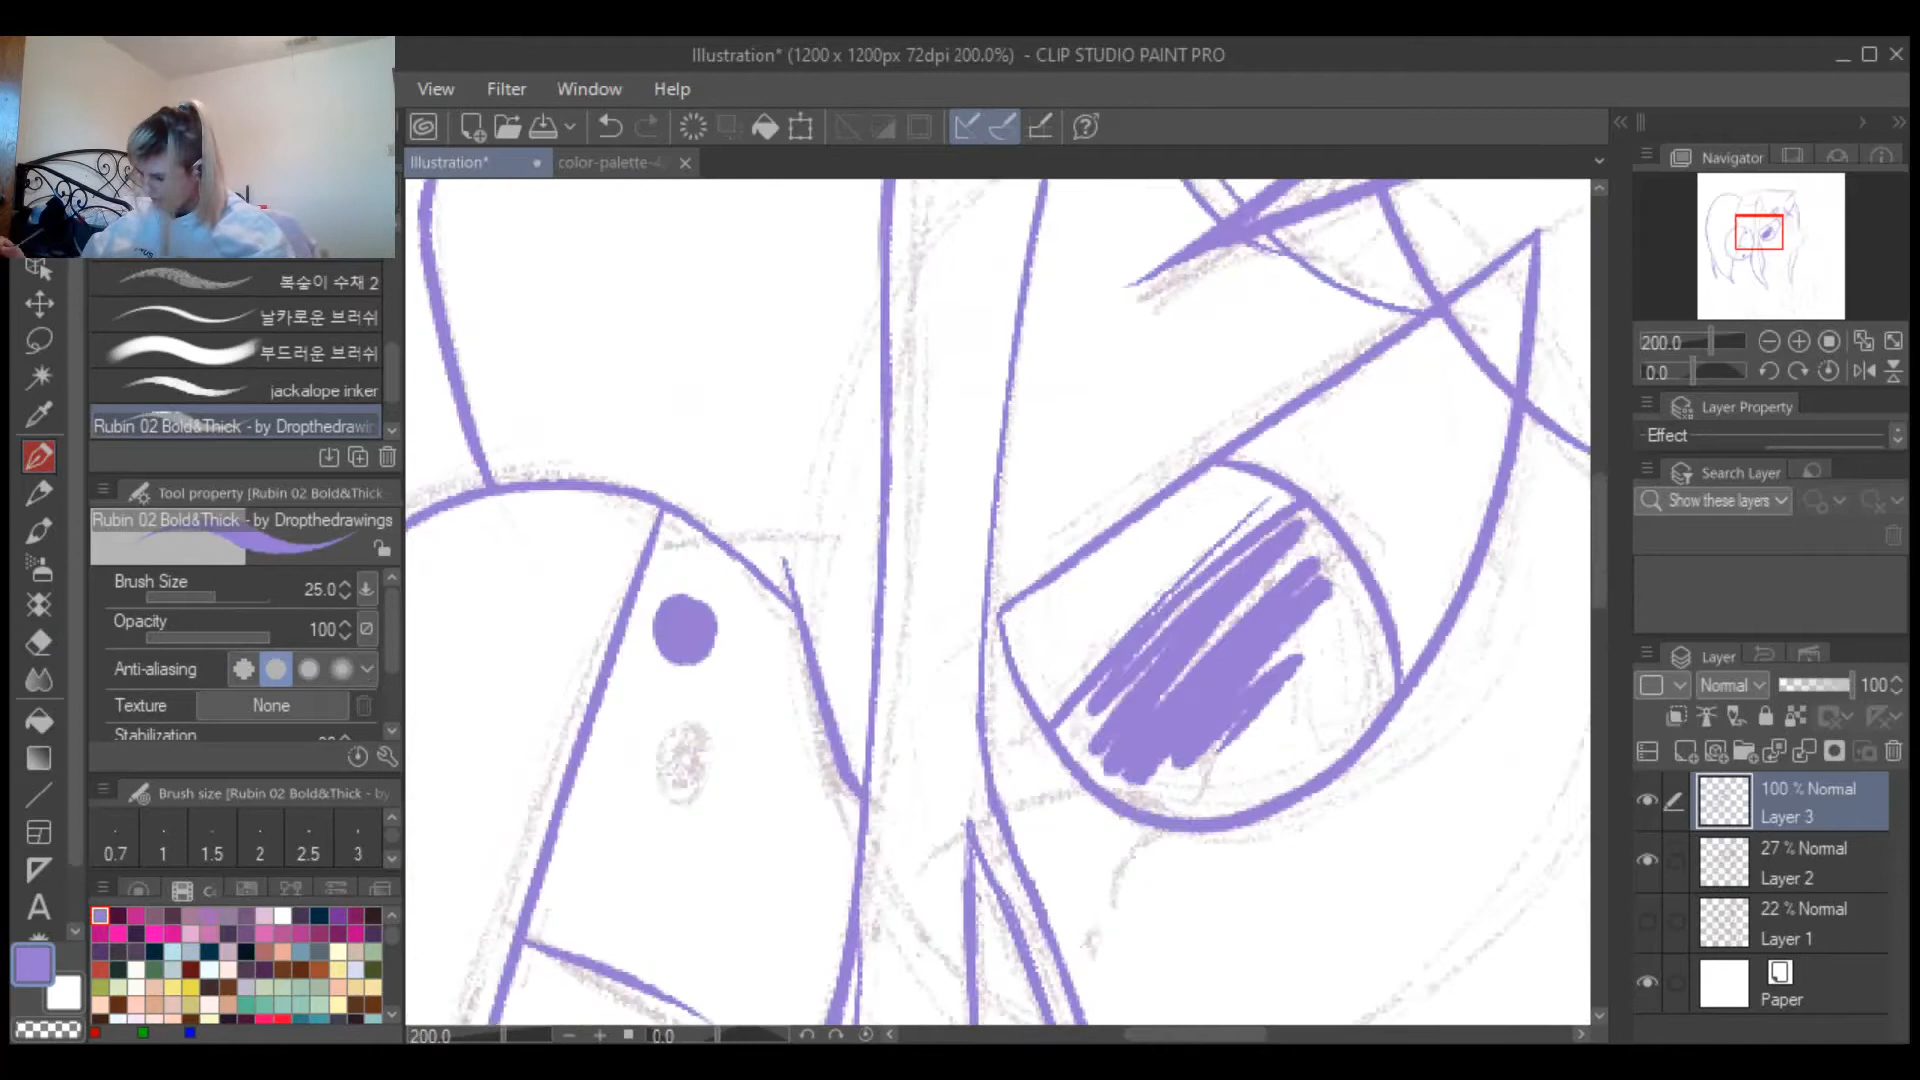 Illustration* (1200 x 1200px 72dpi 200.0%) - CLIP STUDIO PAINT PRO
View Filter Window Help
Illustration* color-palette-
복숭이 수채 2
날카로운 브러쉬
부드러운 브러쉬
jackalope inker
Rubin 02 Bold&Thick - by Dropthedrawin
Tool property [Rubin 02 Bold&Thick -
Rubin 02 Bold&Thick - by Dropthedrawings
Brush Size 25.0
Opacity 100
Anti-aliasing
Texture None
Stabilization
Brush size [Rubin 02 Bold&Thick - by
0.7 1 1.5 2 2.5 3
200.0 0.0
Navigator
200.0
0.0
Layer Property
Effect
Search Layer
Show these layers
Layer
Normal 100
100 % Normal
Layer 3
27 % Normal
Layer 2
22 % Normal
Layer 1
Paper